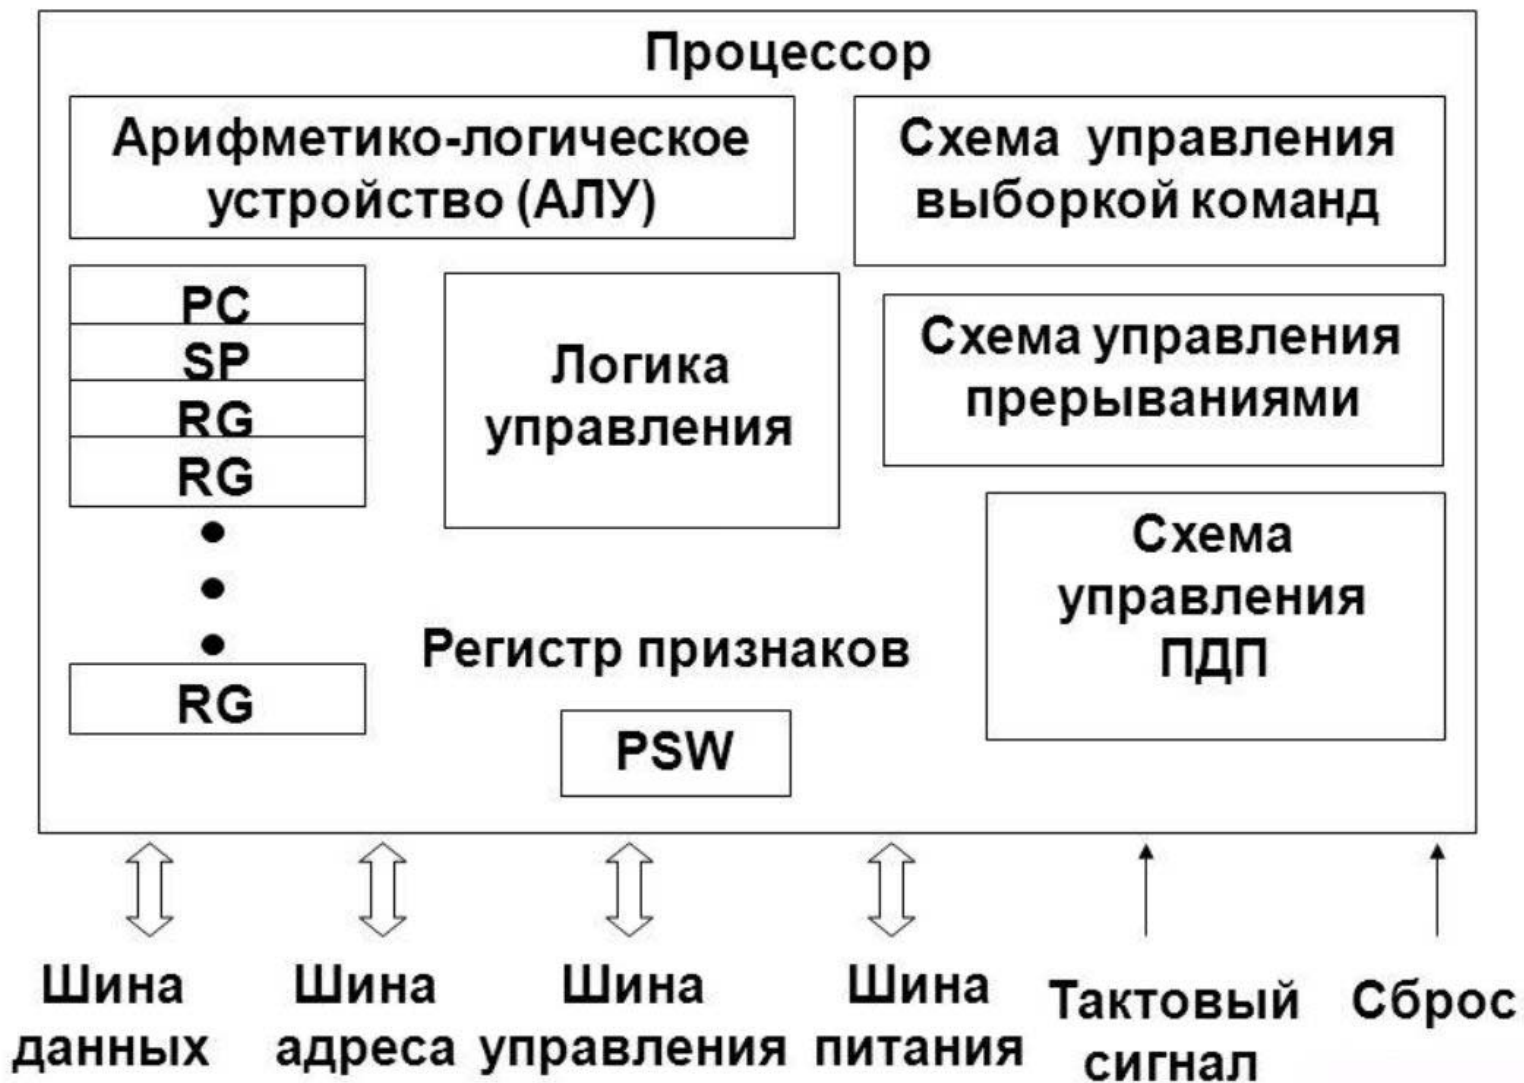 Процессор
Арифметико-логическое
устройство (АЛУ)
Схема управления
выборкой команд
PC
SP
RG
RG
Логика
управления
Схема управления
прерываниями
Схема
управления
ПДП
Регистр признаков
RG
PSW
Шина
данных
Шина
адреса
Шина
управления
Шина
питания
Тактовый
сигнал
Сброс